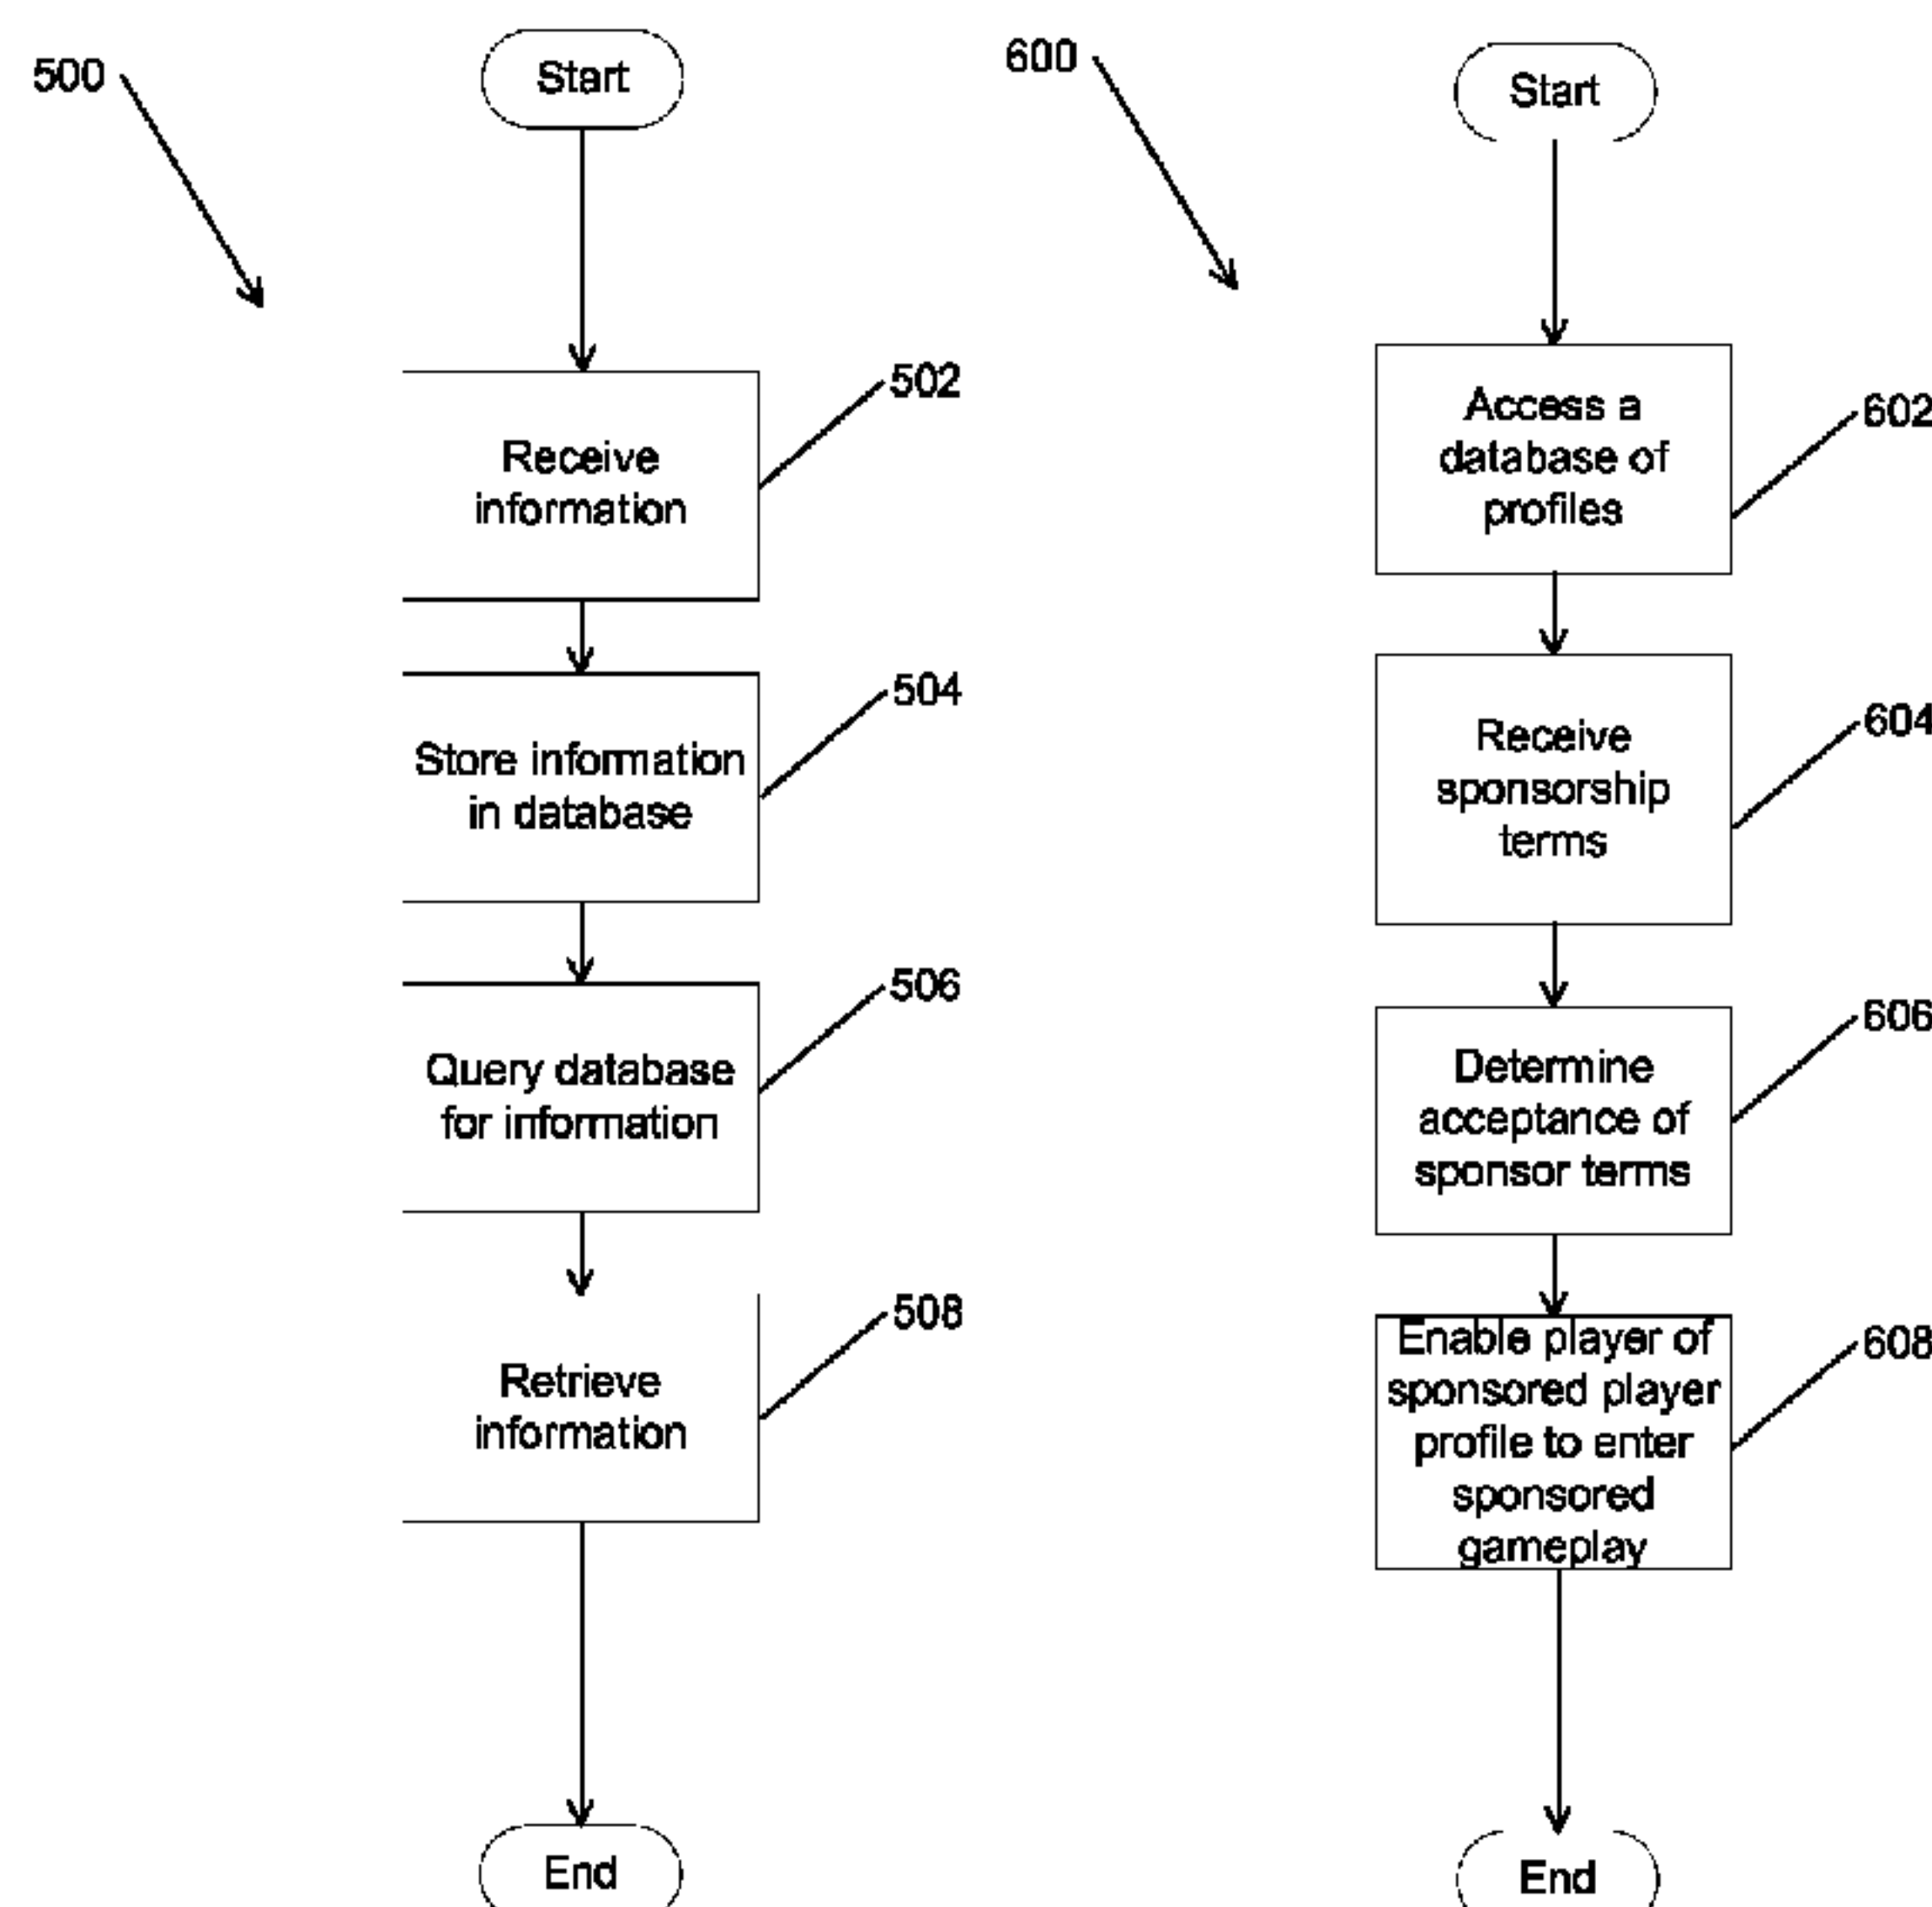 500
Start
Receive
information
502
Store information
in database
504
Query database
for information
506
Retrieve
information
508
End
600
Start
Access a
database of
profiles
602
Receive
sponsorship
terms
604
Determine
acceptance of
sponsor terms
606
Enable player of
sponsored player
profile to enter
sponsored
gameplay
608
End